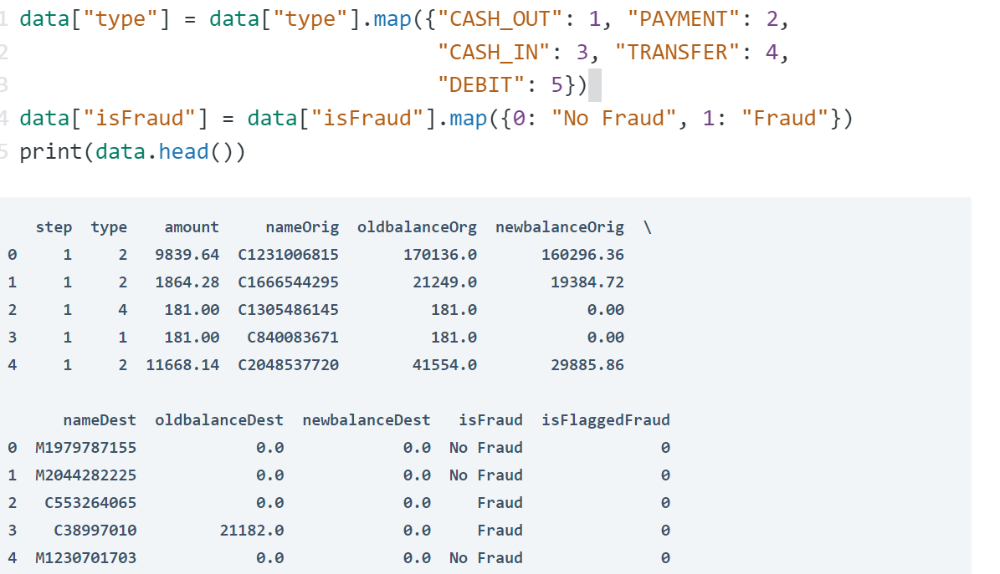 1 data["type"] = data["type"].map({"CASH_OUT": 1, "PAYMENT": 2,
2 "CASH_IN": 3, "TRANSFER": 4,
3 "DEBIT": 5})
4 data["isFraud"] = data["isFraud"].map({0: "No Fraud", 1: "Fraud"})
5 print(data.head())
step type amount nameOrig oldbalanceOrg newbalanceOrig \
0 1 2 9839.64 C1231006815 170136.0 160296.36
1 1 2 1864.28 C1666544295 21249.0 19384.72
2 1 4 181.00 C1305486145 181.0 0.00
3 1 1 181.00 C840083671 181.0 0.00
4 1 2 11668.14 C2048537720 41554.0 29885.86
nameDest oldbalanceDest newbalanceDest isFraud isFlaggedFraud
0 M1979787155 0.0 0.0 No Fraud 0
1 M2044282225 0.0 0.0 No Fraud 0
2 C553264065 0.0 0.0 Fraud 0
3 C38997010 21182.0 0.0 Fraud 0
4 M1230701703 0.0 0.0 No Fraud 0